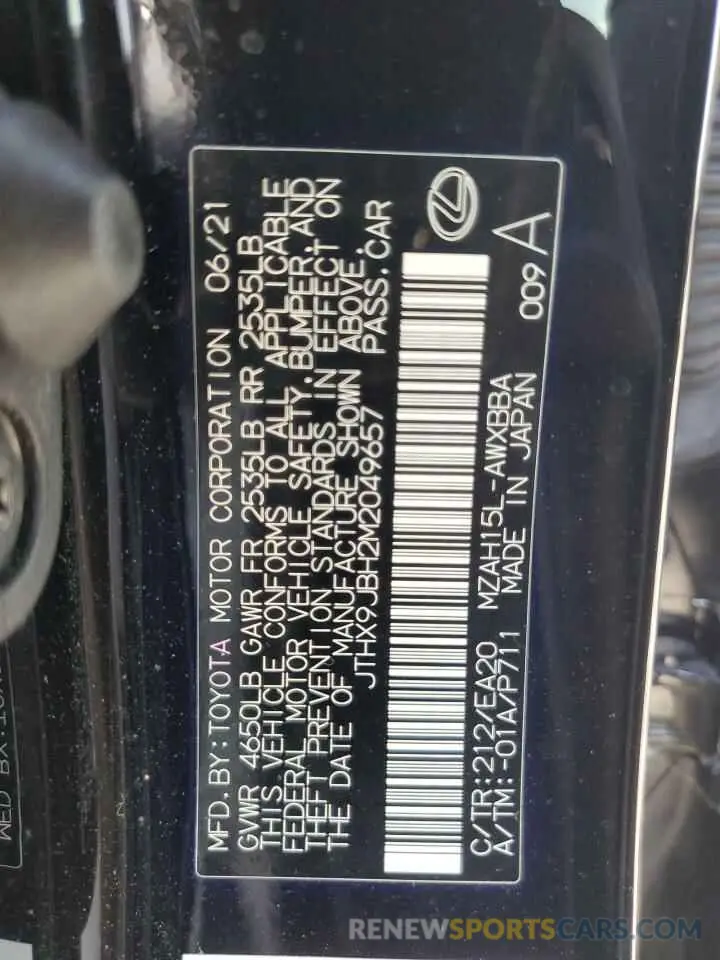 MFD.BY:TOYOTA MOTOR CORPORATION 06/21
GVWR 4650LB GAWR FR 2535LB RR 2535LB
THIS VEHICLE CONFORMS TO ALL APPLICABLE
FEDERAL MOTOR VEHICLE SAFETY,BUMPER,AND
THEFT PREVENTION STANDARDS IN EFFECT ON
THE DATE OF MANUFACTURE SHOWN ABOVE.
JTHX9JBH2M2049657 PASS.CAR
C/TR:212/EA20 MZAH15L-AWXBBA
A/TM:-01A/P711 MADE IN JAPAN
009 A
RENEWSPORTSCARS.COM